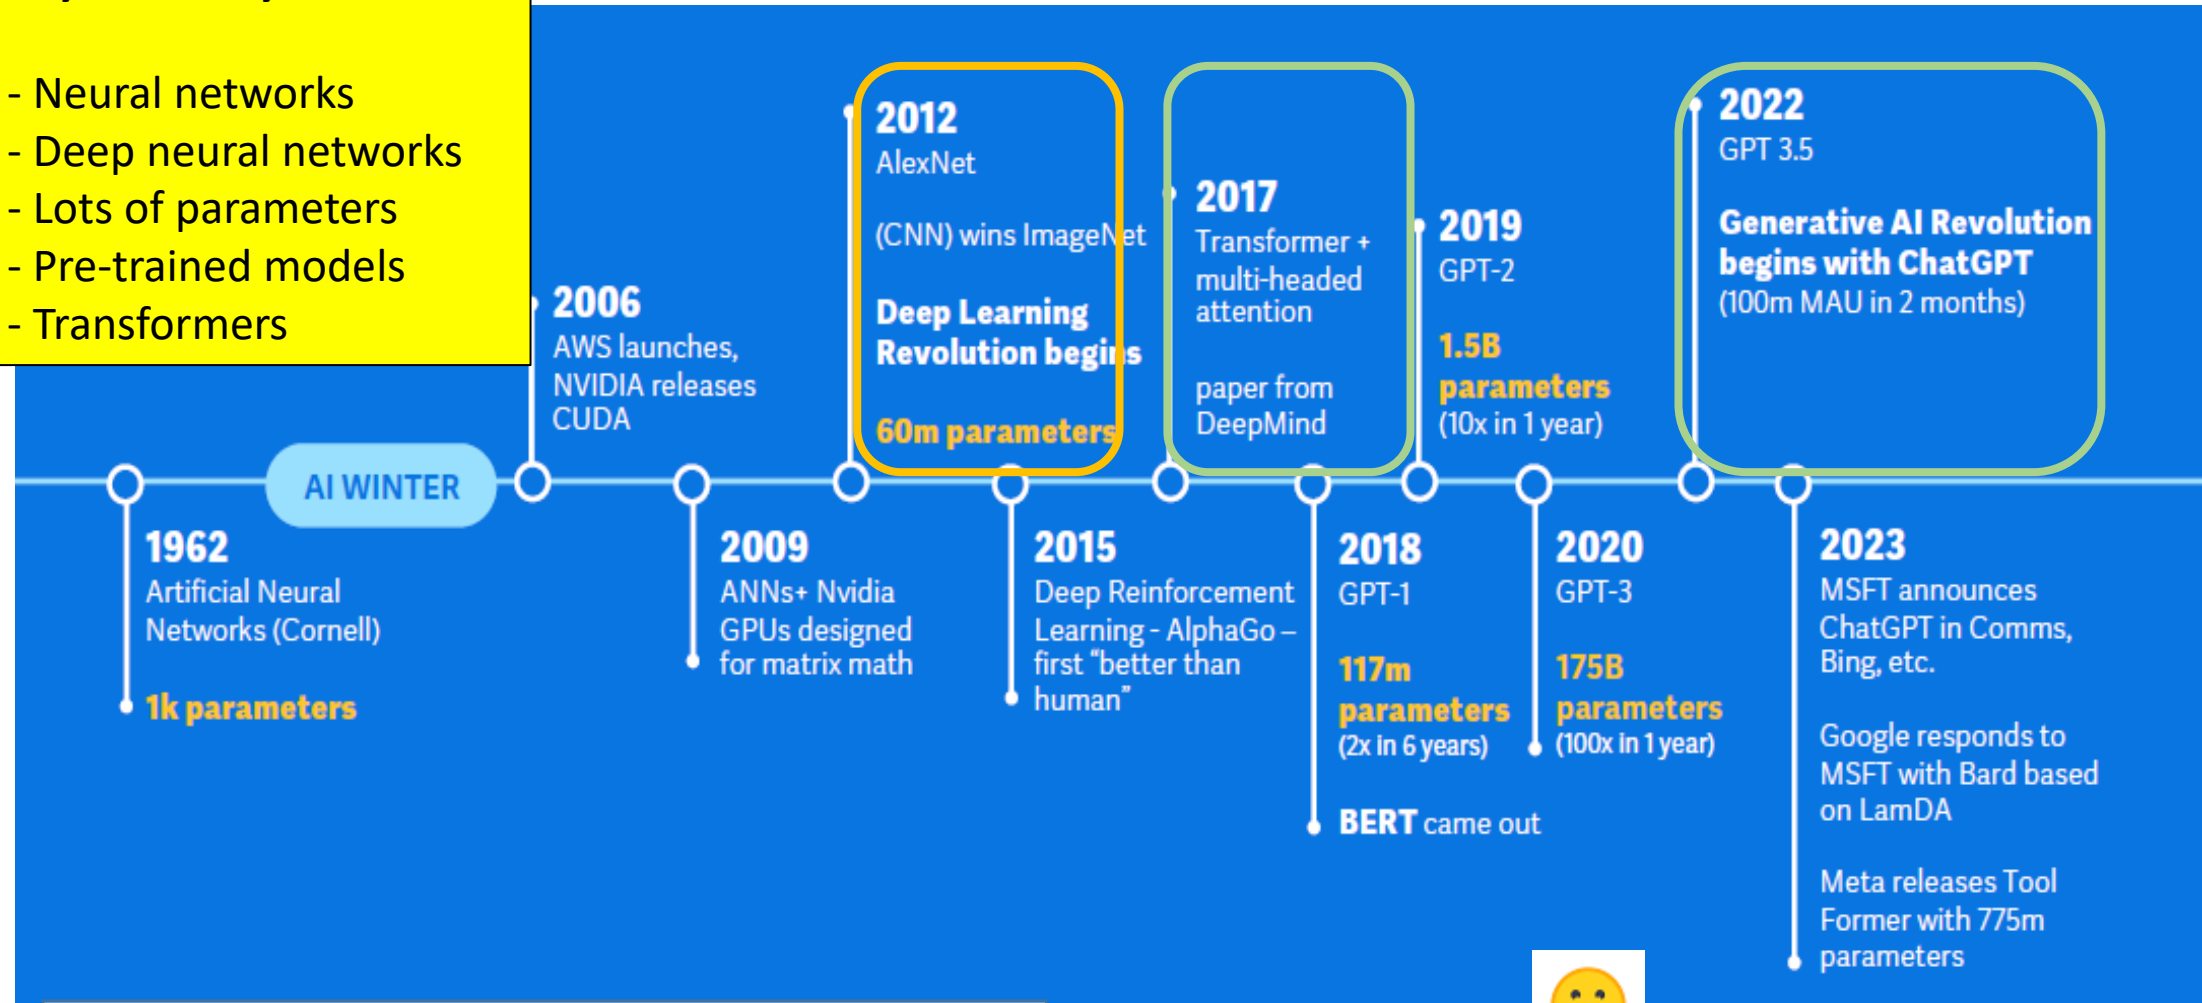 - Neural networks
- Deep neural networks
- Lots of parameters
- Pre-trained models
- Transformers
AI WINTER
1962
Artificial Neural
Networks (Cornell)
1k parameters
2006
AWS launches,
NVIDIA releases
CUDA
2009
ANNs+ Nvidia
GPUs designed
for matrix math
2012
AlexNet
(CNN) wins ImageNet
Deep Learning
Revolution begins
60m parameters
2015
Deep Reinforcement
Learning - AlphaGo –
first “better than
human”
2017
Transformer +
multi-headed
attention
paper from
DeepMind
2018
GPT-1
117m
parameters
(2x in 6 years)
BERT came out
2019
GPT-2
1.5B
parameters
(10x in 1 year)
2020
GPT-3
175B
parameters
(100x in 1 year)
2022
GPT 3.5
Generative AI Revolution
begins with ChatGPT
(100m MAU in 2 months)
2023
MSFT announces
ChatGPT in Comms,
Bing, etc.
Google responds to
MSFT with Bard based
on LamDA
Meta releases Tool
Former with 775m
parameters